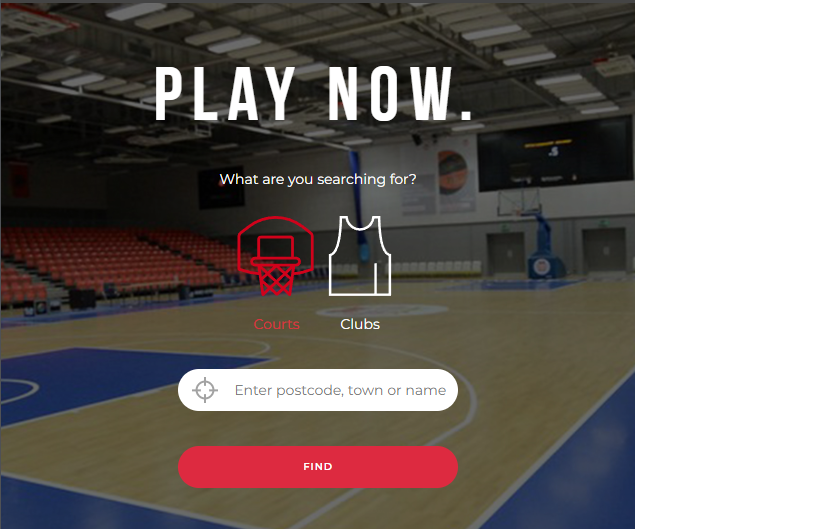 PLAY NOW.
What are you searching for?
Courts
Clubs
Enter postcode, town or name
FIND